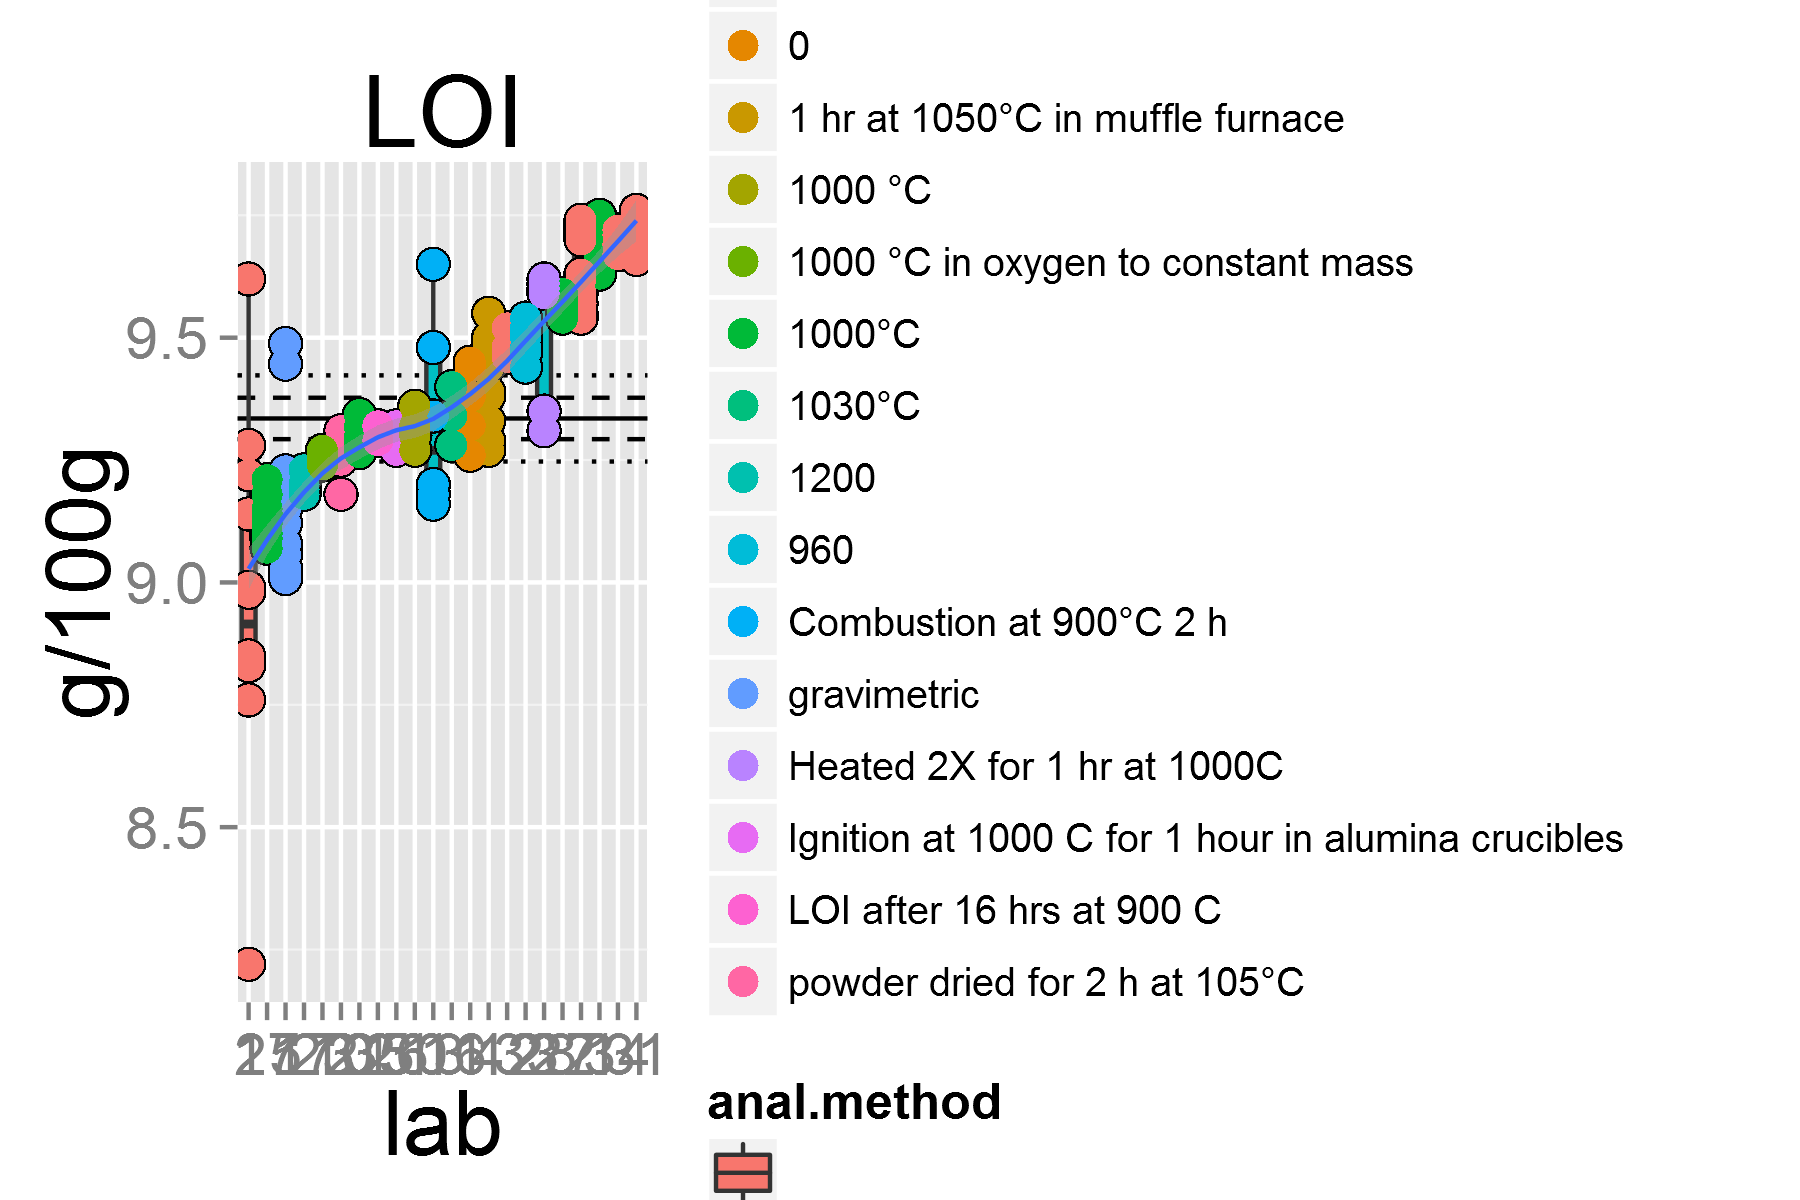 LOI
g/100g
9.5
9.0
8.5
lab
0
1 hr at 1050°C in muffle furnace
1000 °C
1000 °C in oxygen to constant mass
1000°C
1030°C
1200
960
Combustion at 900°C 2 h
gravimetric
Heated 2X for 1 hr at 1000C
Ignition at 1000 C for 1 hour in alumina crucibles
LOI after 16 hrs at 900 C
powder dried for 2 h at 105°C
anal.method